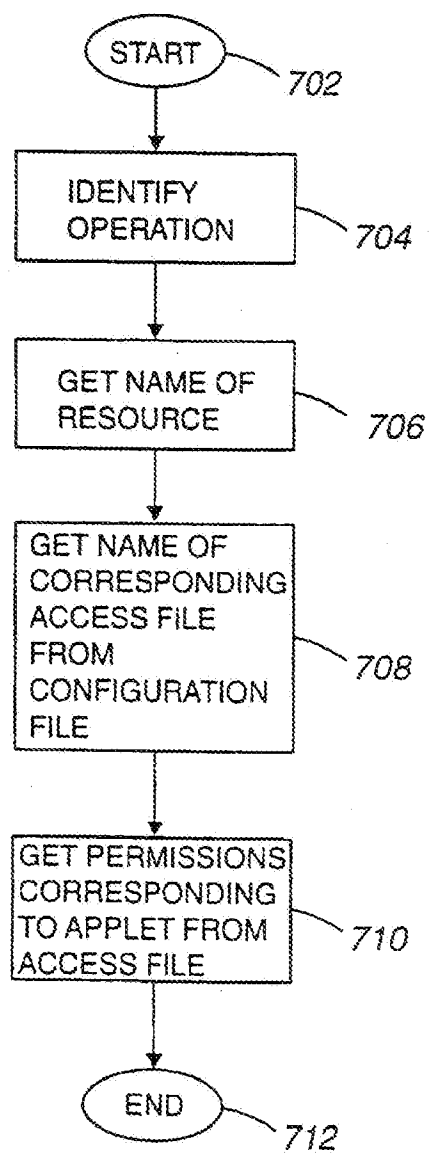 START
702
IDENTIFY
OPERATION
704
GET NAME OF
RESOURCE
706
GET NAME OF
CORRESPONDING
ACCESS FILE
FROM
CONFIGURATION
FILE
708
GET PERMISSIONS
CORRESPONDING
TO APPLET FROM
ACCESS FILE
710
END
712